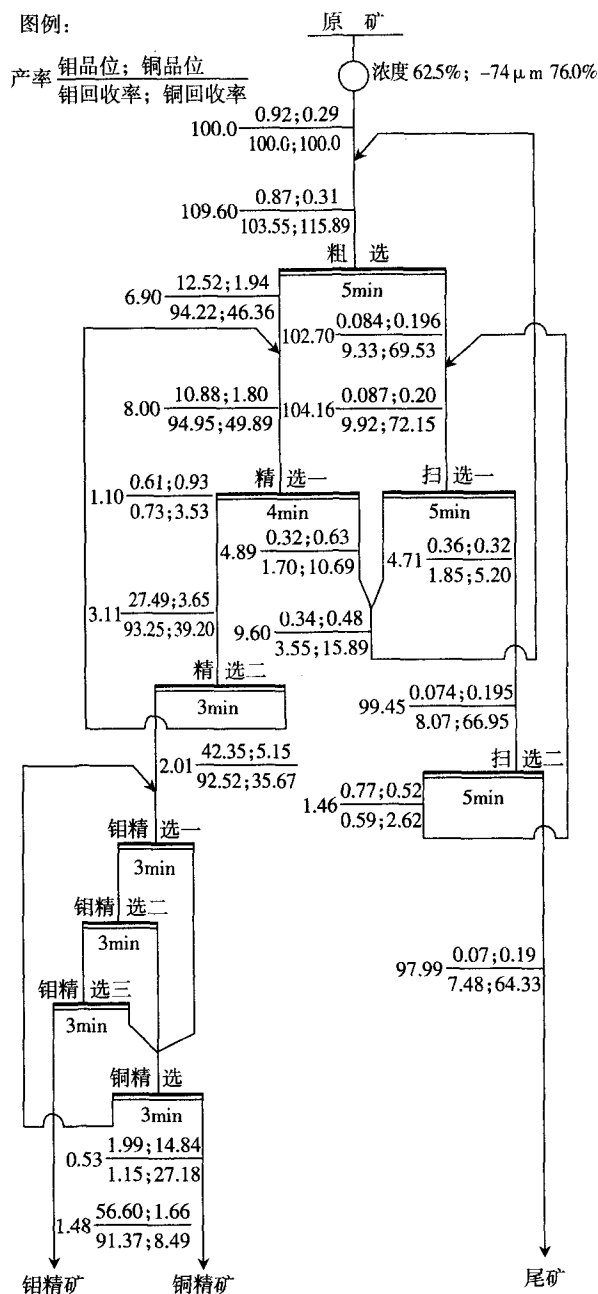 图例：
产率 钼品位；铜品位
钼回收率；铜回收率
原 矿
浓度 62.5%；-74μm 76.0%
100.0 0.92;0.29
100.0;100.0
109.60 0.87;0.31
103.55;115.89
粗 选
5min
6.90 12.52;1.94
94.22;46.36
102.70 0.084;0.196
9.33;69.53
8.00 10.88;1.80
94.95;49.89
104.16 0.087;0.20
9.92;72.15
精 选一
4min
扫 选一
5min
1.10 0.61;0.93
0.73;3.53
4.89 0.32;0.63
1.70;10.69
4.71 0.36;0.32
1.85;5.20
3.11 27.49;3.65
93.25;39.20
9.60 0.34;0.48
3.55;15.89
精 选二
3min
99.45 0.074;0.195
8.07;66.95
2.01 42.35;5.15
92.52;35.67
扫 选二
5min
1.46 0.77;0.52
0.59;2.62
钼精 选一
3min
钼精 选二
3min
97.99 0.07;0.19
7.48;64.33
钼精 选三
3min
铜精 选
3min
0.53 1.99;14.84
1.15;27.18
1.48 56.60;1.66
91.37;8.49
钼精矿
铜精矿
尾矿